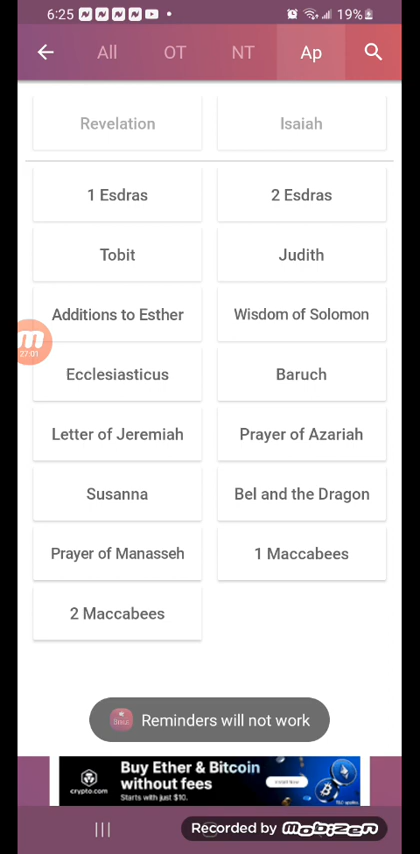 6:25
19%
All OT NT Ap
Revelation
Isaiah
1 Esdras
2 Esdras
Tobit
Judith
Additions to Esther
Wisdom of Solomon
Ecclesiasticus
Baruch
Letter of Jeremiah
Prayer of Azariah
Susanna
Bel and the Dragon
Prayer of Manasseh
1 Maccabees
2 Maccabees
27:01
Reminders will not work
crypto.com
Buy Ether & Bitcoin
without fees
Starts with just $10.
Recorded by mobizen